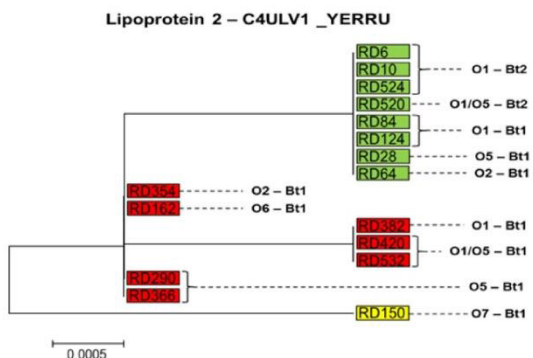 Lipoprotein 2 – C4ULV1 _YERRU
RD6
RD10 O1 – Bt2
RD524
RD520 O1/O5 – Bt2
RD84
O1 – Bt1
RD124
RD28 O5 – Bt1
RD64 O2 – Bt1
RD354 O2 – Bt1
RD162 O6 – Bt1
RD382 O1 – Bt1
RD420
O1/O5 – Bt1
RD532
RD290
O5 – Bt1
RD366
RD150 O7 – Bt1
0.0005